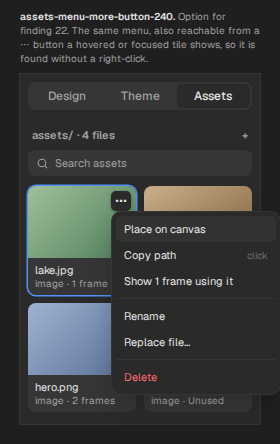 assets-menu-more-button-240. Option for
finding 22. The same menu, also reachable from a
··· button a hovered or focused tile shows, so it is
found without a right-click.
Design Theme Assets
assets/ · 4 files +
Search assets
···
Place on canvas
Copy path click
Show 1 frame using it
lake.jpg
image · 1 frame
Rename
Replace file...
Delete
hero.png
image · 2 frames image · Unused